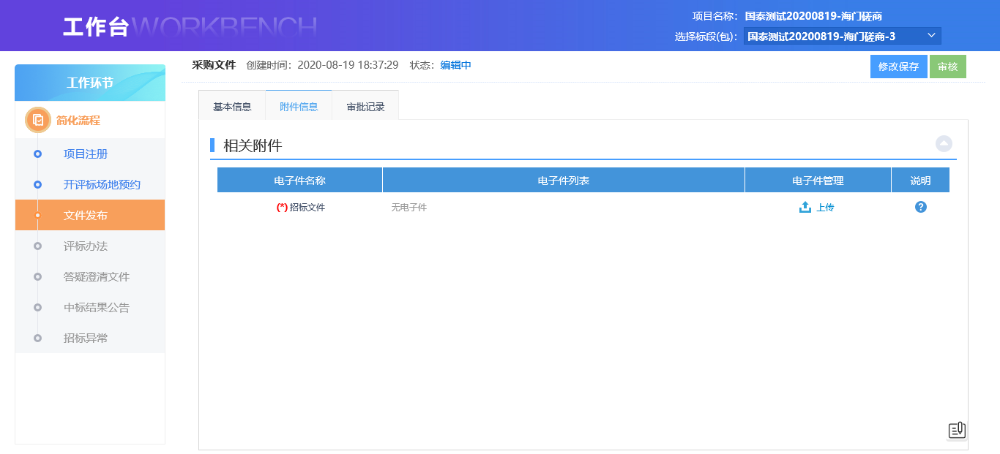 工作台WORKBENCH
项目名称： 国泰测试20200819-海门磋商
选择标段(包)： 国泰测试20200819-海门磋商-3
工作环节
简化流程
项目注册
开评标场地预约
文件发布
评标办法
答疑澄清文件
中标结果公告
招标异常
采购文件 创建时间：2020-08-19 18:37:29 状态：编辑中
修改保存 审核
基本信息 附件信息 审批记录
相关附件
电子件名称 电子件列表 电子件管理 说明
(*)招标文件 无电子件 上传 ?